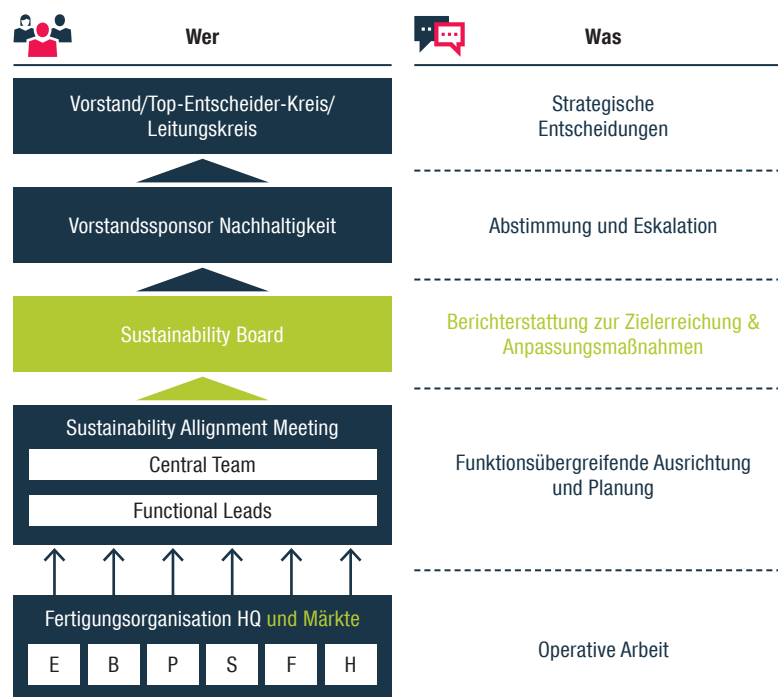 Wer
Was
Vorstand/Top-Entscheider-Kreis/
Leitungskreis
Strategische
Entscheidungen
Vorstandssponsor Nachhaltigkeit
Abstimmung und Eskalation
Sustainability Board
Berichterstattung zur Zielerreichung &
Anpassungsmaßnahmen
Sustainability Allignment Meeting
Central Team
Functional Leads
Funktionsübergreifende Ausrichtung
und Planung
Fertigungsorganisation HQ und Märkte
E B P S F H
Operative Arbeit